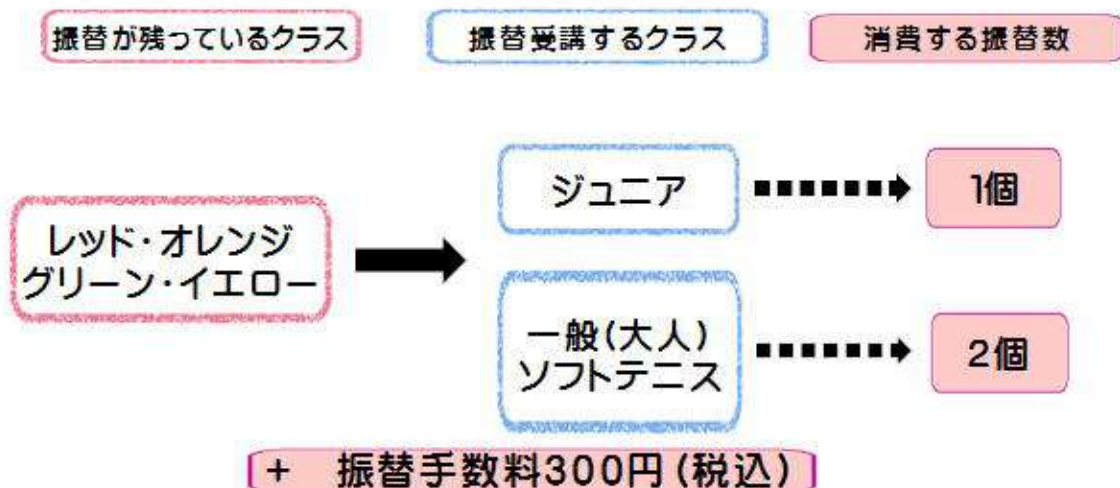 振替が残っているクラス
振替受講するクラス
消費する振替数
レッド・オレンジ
グリーン・イエロー
ジュニア
1個
一般(大人)
ソフトテニス
2個
+ 振替手数料300円(税込)